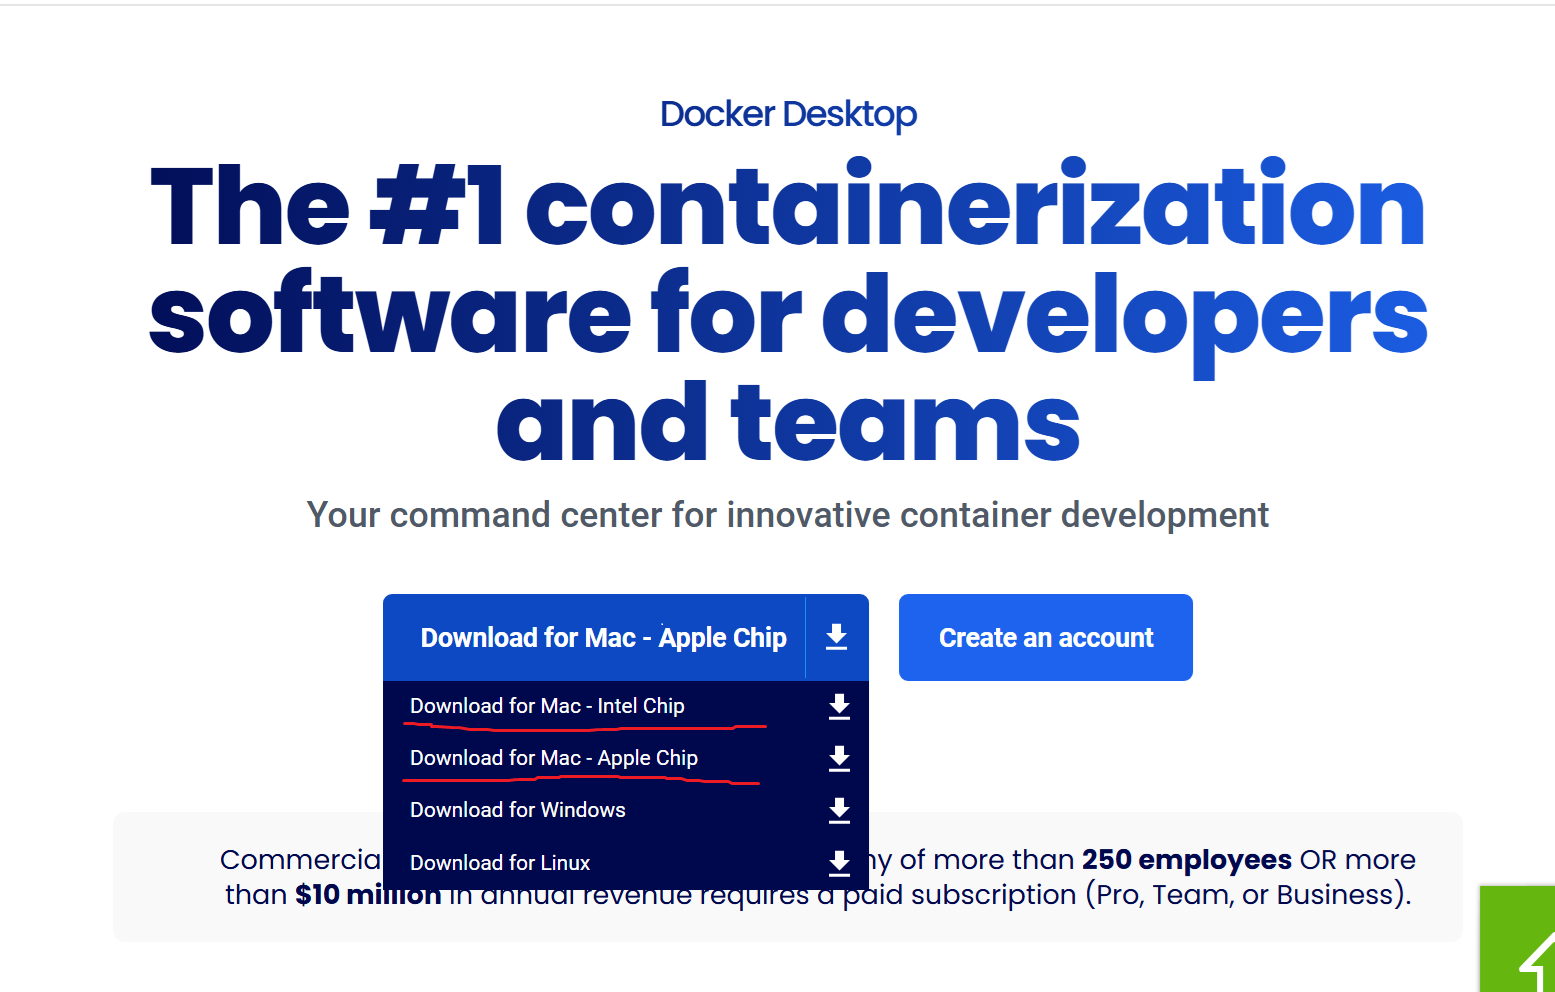 Docker Desktop
The #1 containerization
software for developers
and teams
Your command center for innovative container development
Download for Mac - Apple Chip
Create an account
Download for Mac - Intel Chip
Download for Mac - Apple Chip
Download for Windows
Download for Linux
of more than 250 employees OR more
than $10 million in annual revenue requires a paid subscription (Pro, Team, or Business).